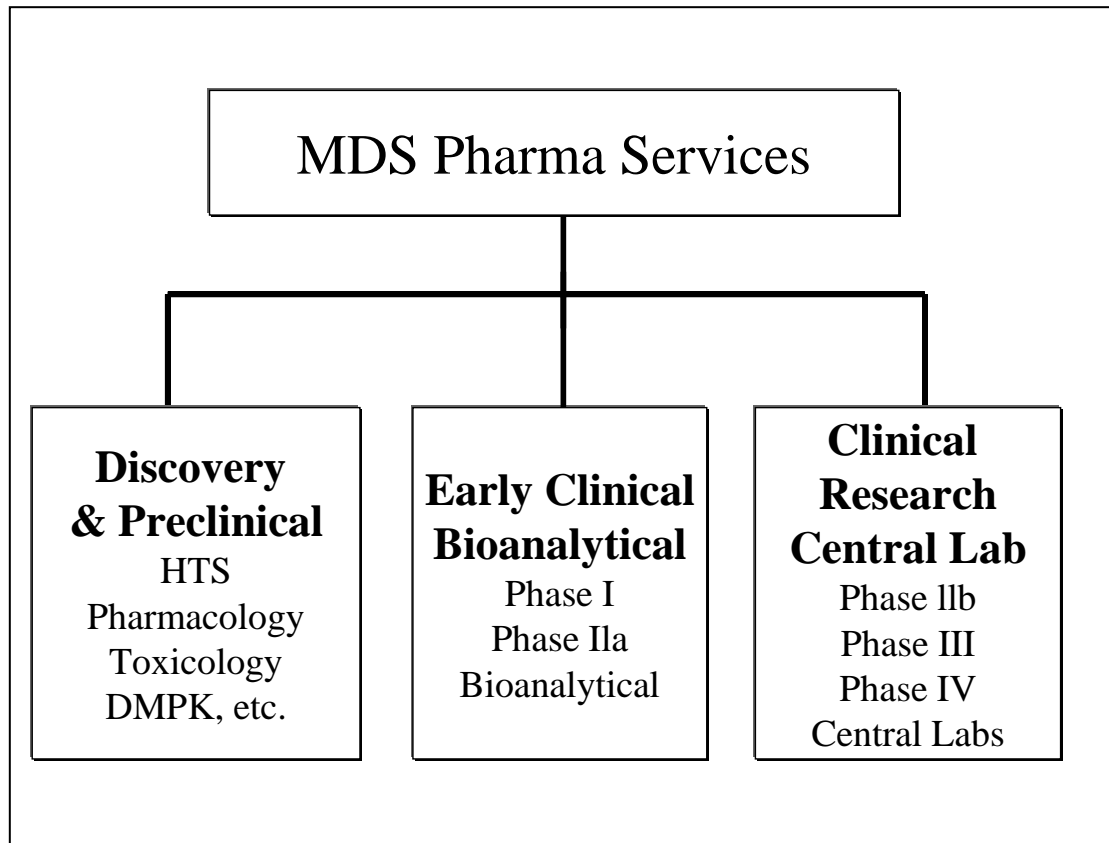 MDS Pharma Services
Discovery
& Preclinical
HTS
Pharmacology
Toxicology
DMPK, etc.
Early Clinical
Bioanalytical
Phase I
Phase IIa
Bioanalytical
Clinical
Research
Central Lab
Phase llb
Phase III
Phase IV
Central Labs